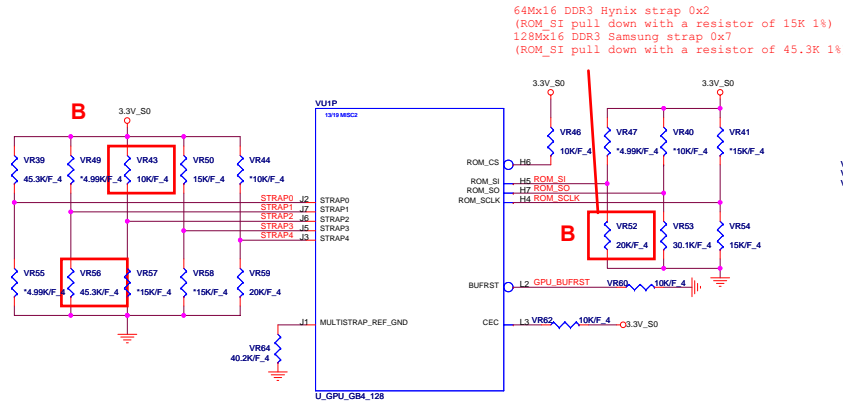 64Mx16 DDR3 Hynix strap 0x2
(ROM_SI pull down with a resistor of 15K 1%)
128Mx16 DDR3 Samsung strap 0x7
(ROM_SI pull down with a resistor of 45.3K 1%
B
3.3V_S0
VU1P
13/19 MISC2
3.3V_S0
3.3V_S0
VR39
45.3K/F_4
VR49
*4.99K/F_4
VR43
10K/F_4
VR50
15K/F_4
VR44
*10K/F_4
VR46
10K/F_4
VR47
*4.99K/F_4
VR40
*10K/F_4
VR41
*15K/F_4
ROM_CS H6
ROM_SI H5 ROM_SI
ROM_SO H7 ROM_SO
ROM_SCLK H4 ROM_SCLK
STRAP0 J2 STRAP0
STRAP1 J7 STRAP1
STRAP2 J6 STRAP2
STRAP3 J5 STRAP3
STRAP4 J3 STRAP4
B
VR52
20K/F_4
VR53
30.1K/F_4
VR54
15K/F_4
VR55
*4.99K/F_4
VR56
45.3K/F_4
VR57
*15K/F_4
VR58
*15K/F_4
VR59
20K/F_4
BUFRST L2 GPU_BUFRST VR60 10K/F_4
J1 MULTISTRAP_REF_GND
CEC L3 VR62 10K/F_4 3.3V_S0
VR64
40.2K/F_4
U_GPU_GB4_128